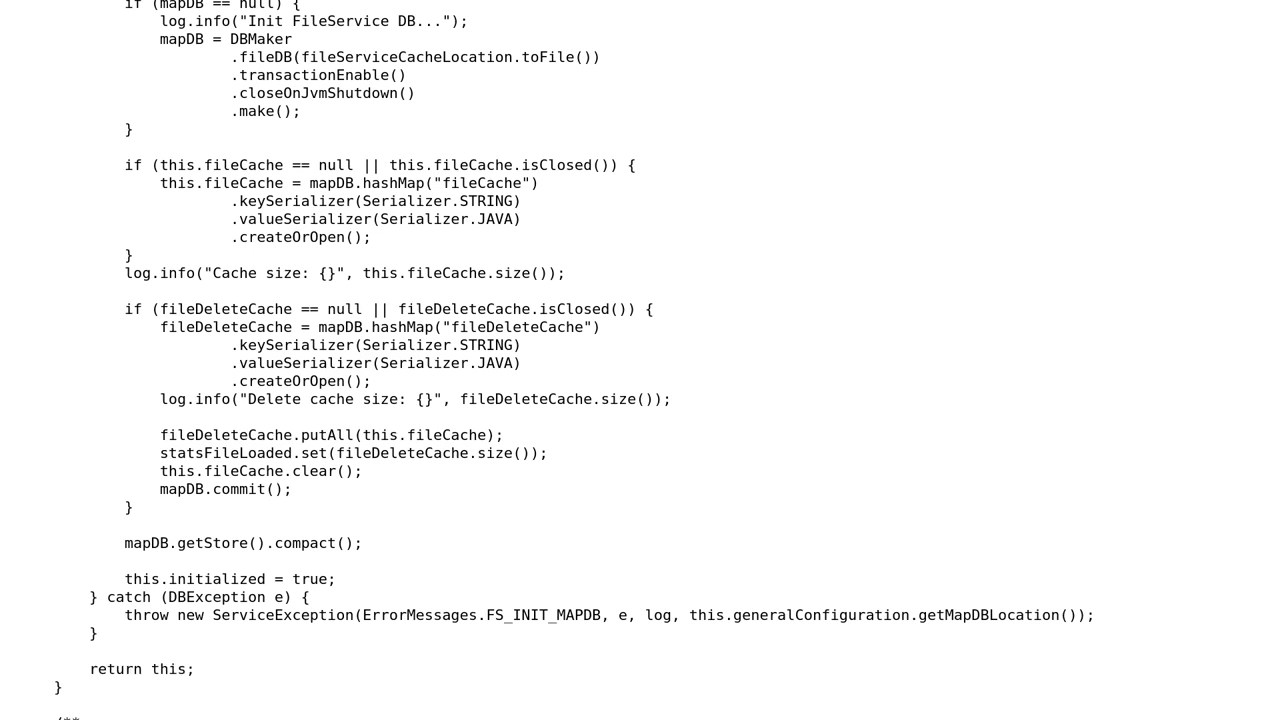 if (mapDB == null) {
log.info("Init FileService DB...");
mapDB = DBMaker
.fileDB(fileServiceCacheLocation.toFile())
.transactionEnable()
.closeOnJvmShutdown()
.make();
}
if (this.fileCache == null || this.fileCache.isClosed()) {
this.fileCache = mapDB.hashMap("fileCache")
.keySerializer(Serializer.STRING)
.valueSerializer(Serializer.JAVA)
.createOrOpen();
}
log.info("Cache size: {}", this.fileCache.size());
if (fileDeleteCache == null || fileDeleteCache.isClosed()) {
fileDeleteCache = mapDB.hashMap("fileDeleteCache")
.keySerializer(Serializer.STRING)
.valueSerializer(Serializer.JAVA)
.createOrOpen();
log.info("Delete cache size: {}", fileDeleteCache.size());
fileDeleteCache.putAll(this.fileCache);
statsFileLoaded.set(fileDeleteCache.size());
this.fileCache.clear();
mapDB.commit();
}
mapDB.getStore().compact();
this.initialized = true;
} catch (DBException e) {
throw new ServiceException(ErrorMessages.FS_INIT_MAPDB, e, log, this.generalConfiguration.getMapDBLocation());
}
return this;
}
/**